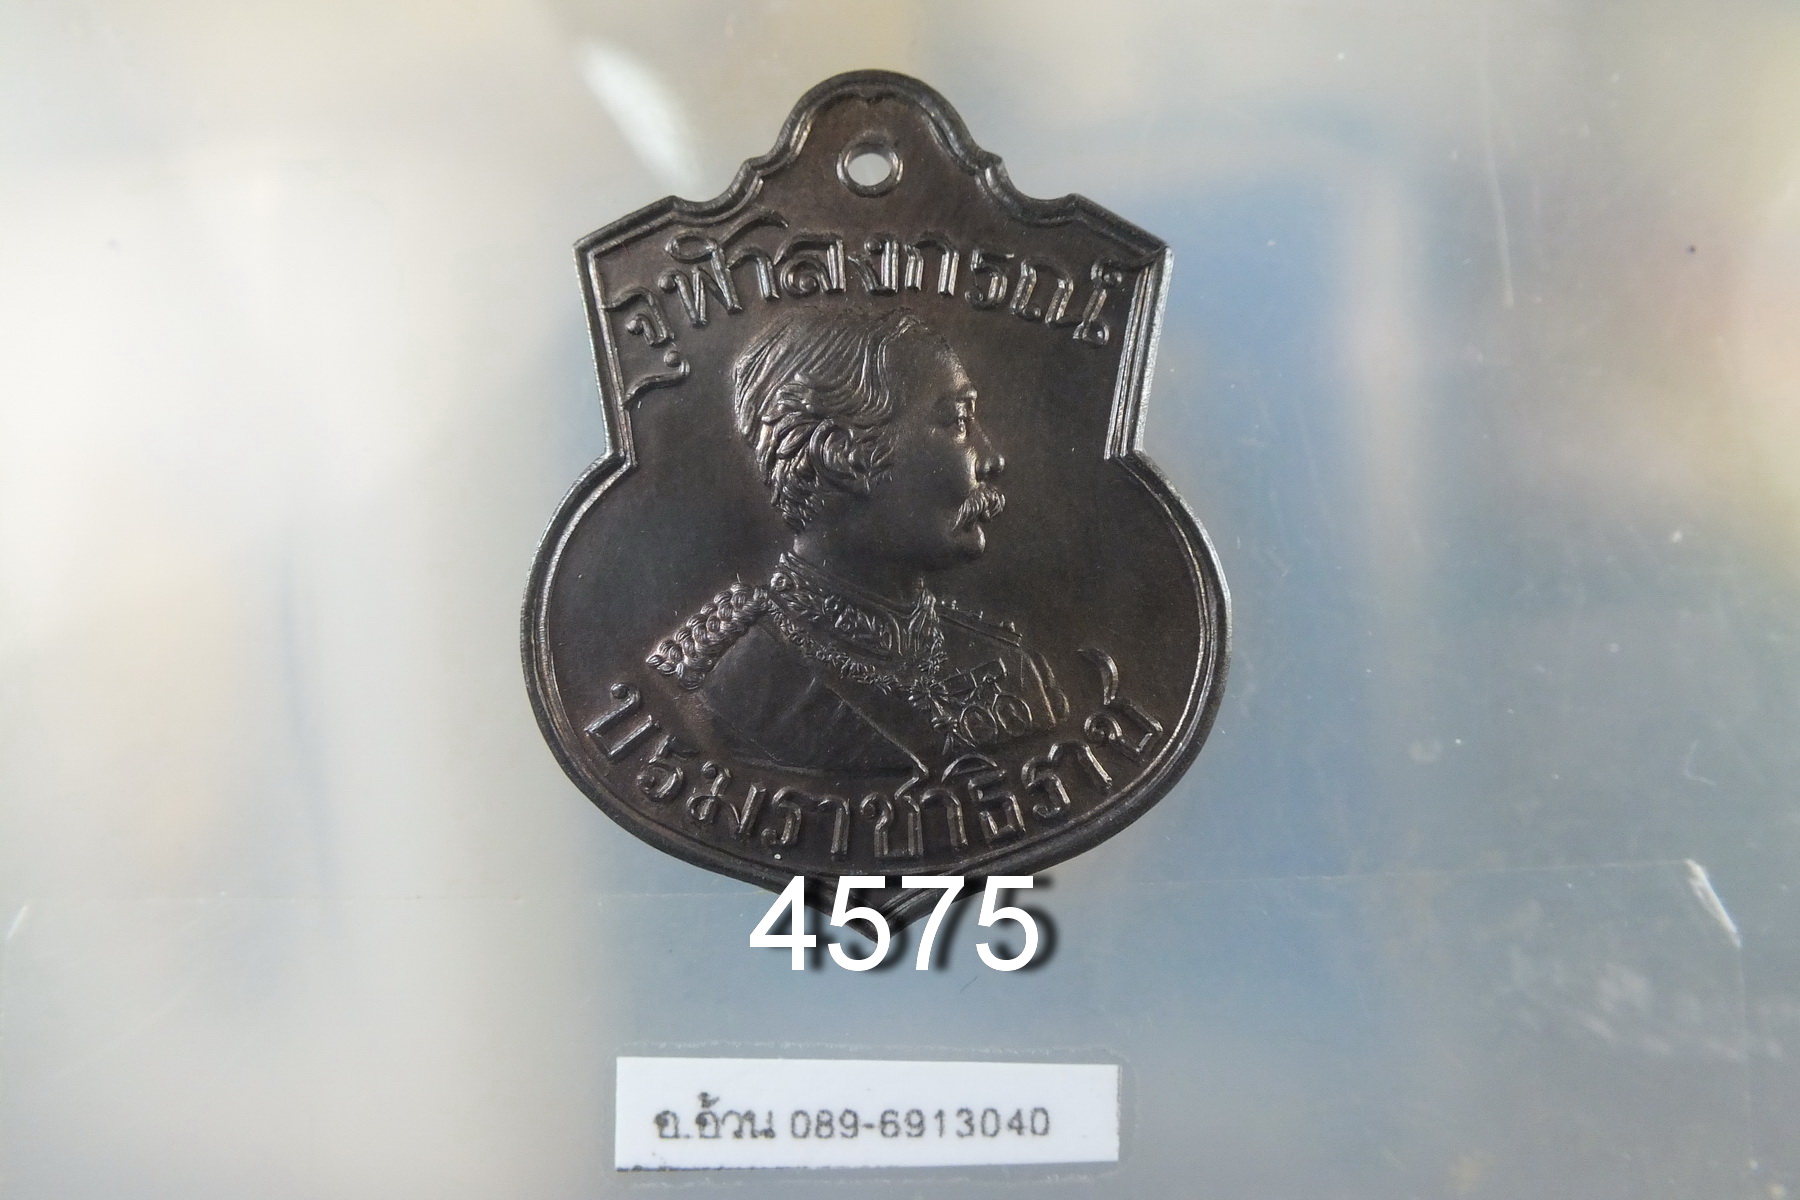 จุฬาลงกรณ์
บรมราชาธิราช
4575
อ.อ้วน 089-6913040